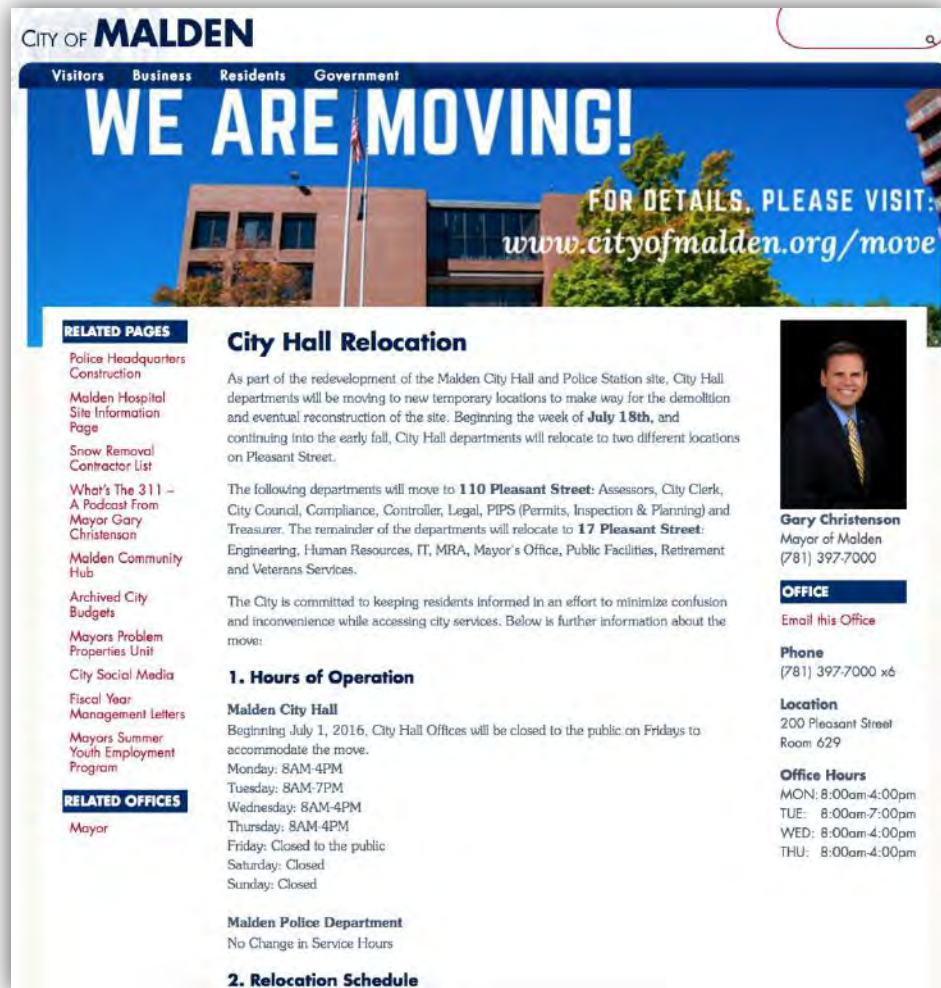 CITY OF MALDEN
Visitors Business Residents Government
WE ARE MOVING!
FOR DETAILS, PLEASE VISIT:
www.cityofmalden.org/move
RELATED PAGES
Police Headquarters
Construction
Malden Hospital
Site Information
Page
Snow Removal
Contractor List
What's The 311 –
A Podcast From
Mayor Gary
Christenson
Malden Community
Hub
Archived City
Budgets
Mayors Problem
Properties Unit
City Social Media
Fiscal Year
Management Letters
Mayors Summer
Youth Employment
Program
RELATED OFFICES
Mayor
City Hall Relocation
As part of the redevelopment of the Malden City Hall and Police Station site, City Hall
departments will be moving to new temporary locations to make way for the demolition
and eventual reconstruction of the site. Beginning the week of July 18th, and
continuing into the early fall, City Hall departments will relocate to two different locations
on Pleasant Street.
The following departments will move to 110 Pleasant Street: Assessors, City Clerk,
City Council, Compliance, Controller, Legal, PIPS (Permits, Inspection & Planning) and
Treasurer. The remainder of the departments will relocate to 17 Pleasant Street:
Engineering, Human Resources, IT, MRA, Mayor's Office, Public Facilities, Retirement
and Veterans Services.
The City is committed to keeping residents informed in an effort to minimize confusion
and inconvenience while accessing city services. Below is further information about the
move:
1. Hours of Operation
Malden City Hall
Beginning July 1, 2016, City Hall Offices will be closed to the public on Fridays to
accommodate the move.
Monday: 8AM-4PM
Tuesday: 8AM-7PM
Wednesday: 8AM-4PM
Thursday: 8AM-4PM
Friday: Closed to the public
Saturday: Closed
Sunday: Closed
Malden Police Department
No Change in Service Hours
2. Relocation Schedule
Gary Christenson
Mayor of Malden
(781) 397-7000
OFFICE
Email this Office
Phone
(781) 397-7000 x6
Location
200 Pleasant Street
Room 629
Office Hours
MON: 8:00am-4:00pm
TUE: 8:00am-7:00pm
WED: 8:00am-4:00pm
THU: 8:00am-4:00pm